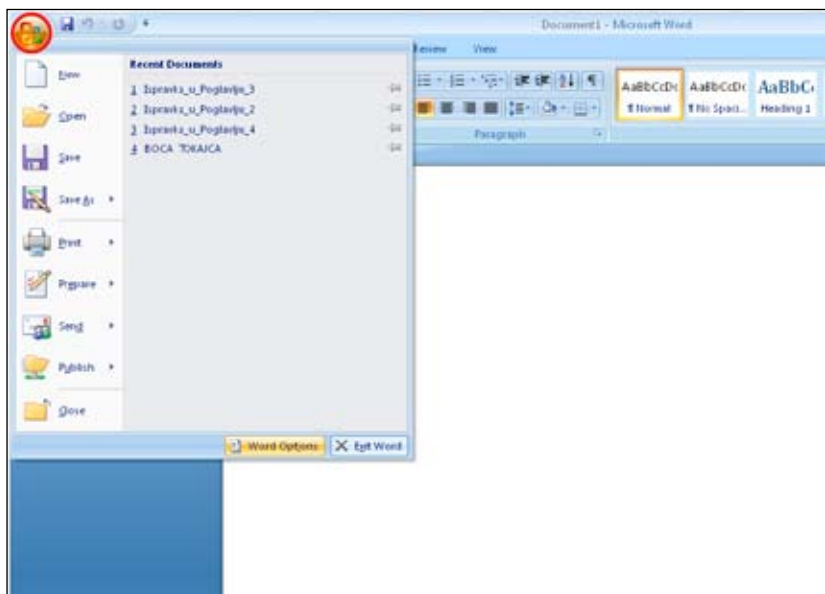 Document1 - Microsoft Word
Review View
New
Open
Save
Save As
Print
Prepare
Send
Publish
Close
Recent Documents
1 Ispravka_u_Poglavlju_3
2 Ispravka_u_Poglavlju_2
3 Ispravka_u_Poglavlju_4
4 BOCA TOKAJCA
Word Options
Exit Word
Paragraph
AaBbCcDc AaBbCcDc AaBbC
¶ Normal ¶ No Spaci... Heading 1